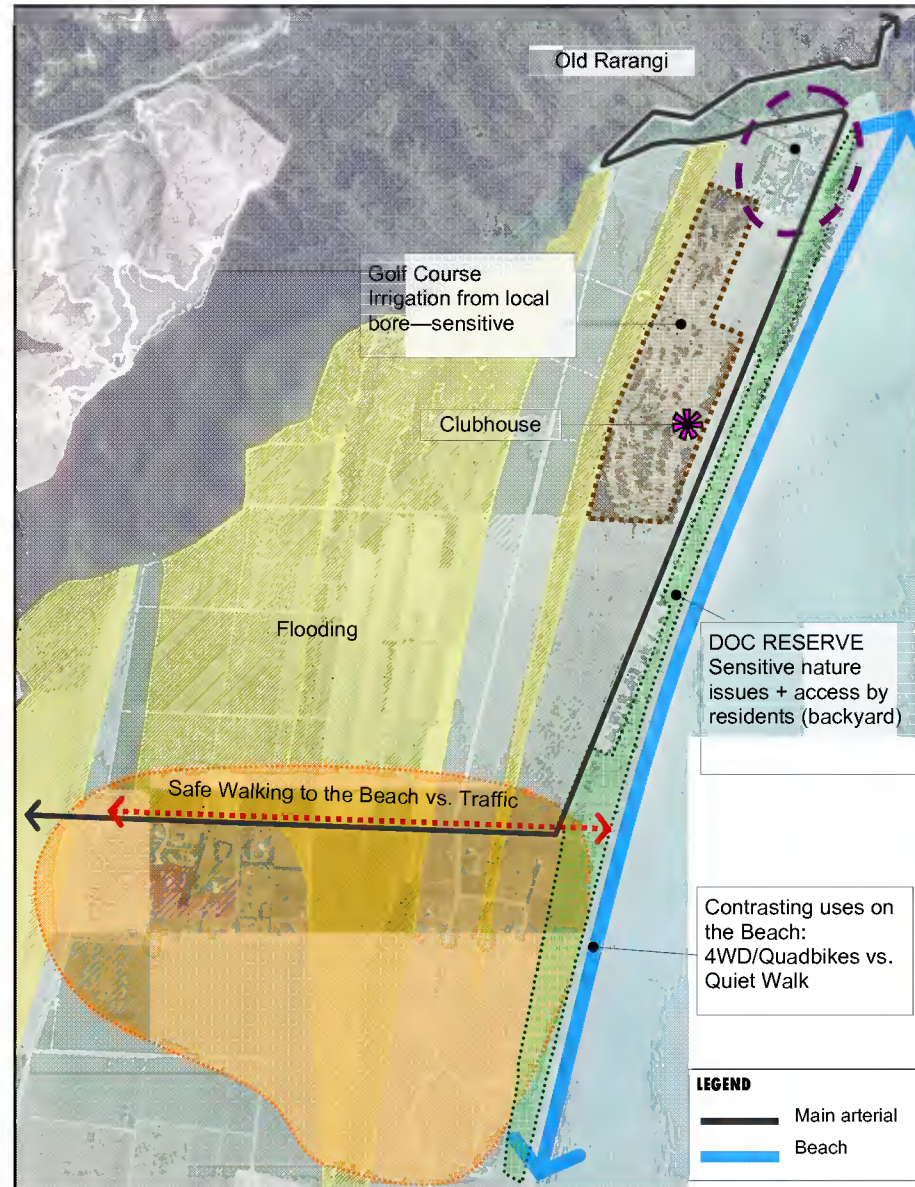 Old Rarangi
Golf Course
Irrigation from local
bore—sensitive
Clubhouse
Flooding
DOC RESERVE
Sensitive nature
issues + access by
residents (backyard)
Safe Walking to the Beach vs. Traffic
Contrasting uses on
the Beach:
4WD/Quadbikes vs.
Quiet Walk
LEGEND
Main arterial
Beach